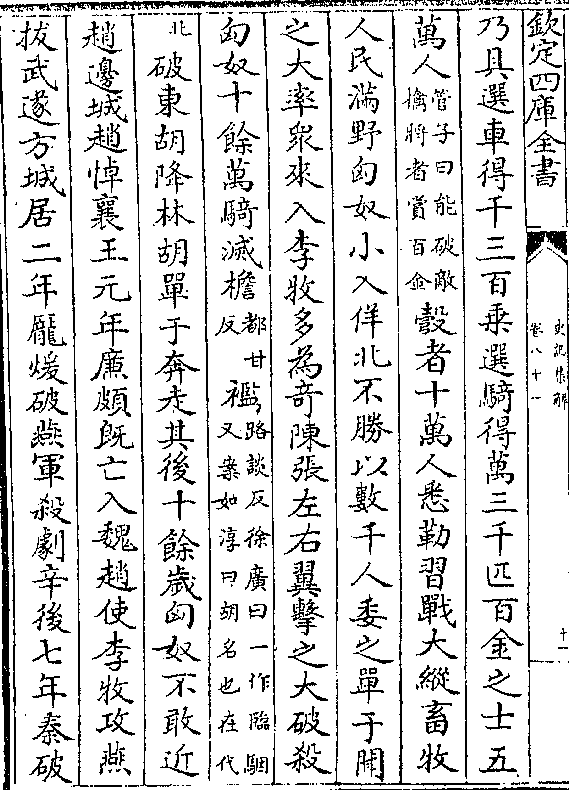 欽定四庫全書
史記集解
卷八十一
十一
乃具選車得千三百乘選騎得萬三千匹百金之士五
萬人管子曰能破敵擒將者賞百金彀者十萬人悉勒習戰大縱畜牧
人民滿野匈奴小入佯北不勝以數千人委之單于聞
之大率衆來入李牧多為奇陳張左右翼擊之大破殺
匈奴十餘萬騎滅襜都甘反襤路談反徐廣曰一作臨駰又案如淳曰胡名也在代
北破東胡降林胡單于奔走其後十餘歲匈奴不敢近
趙邊城趙悼襄王元年廉頗既亡入魏趙使李牧攻燕
拔武遂方城居二年龐煖破燕軍殺劇辛後七年秦破